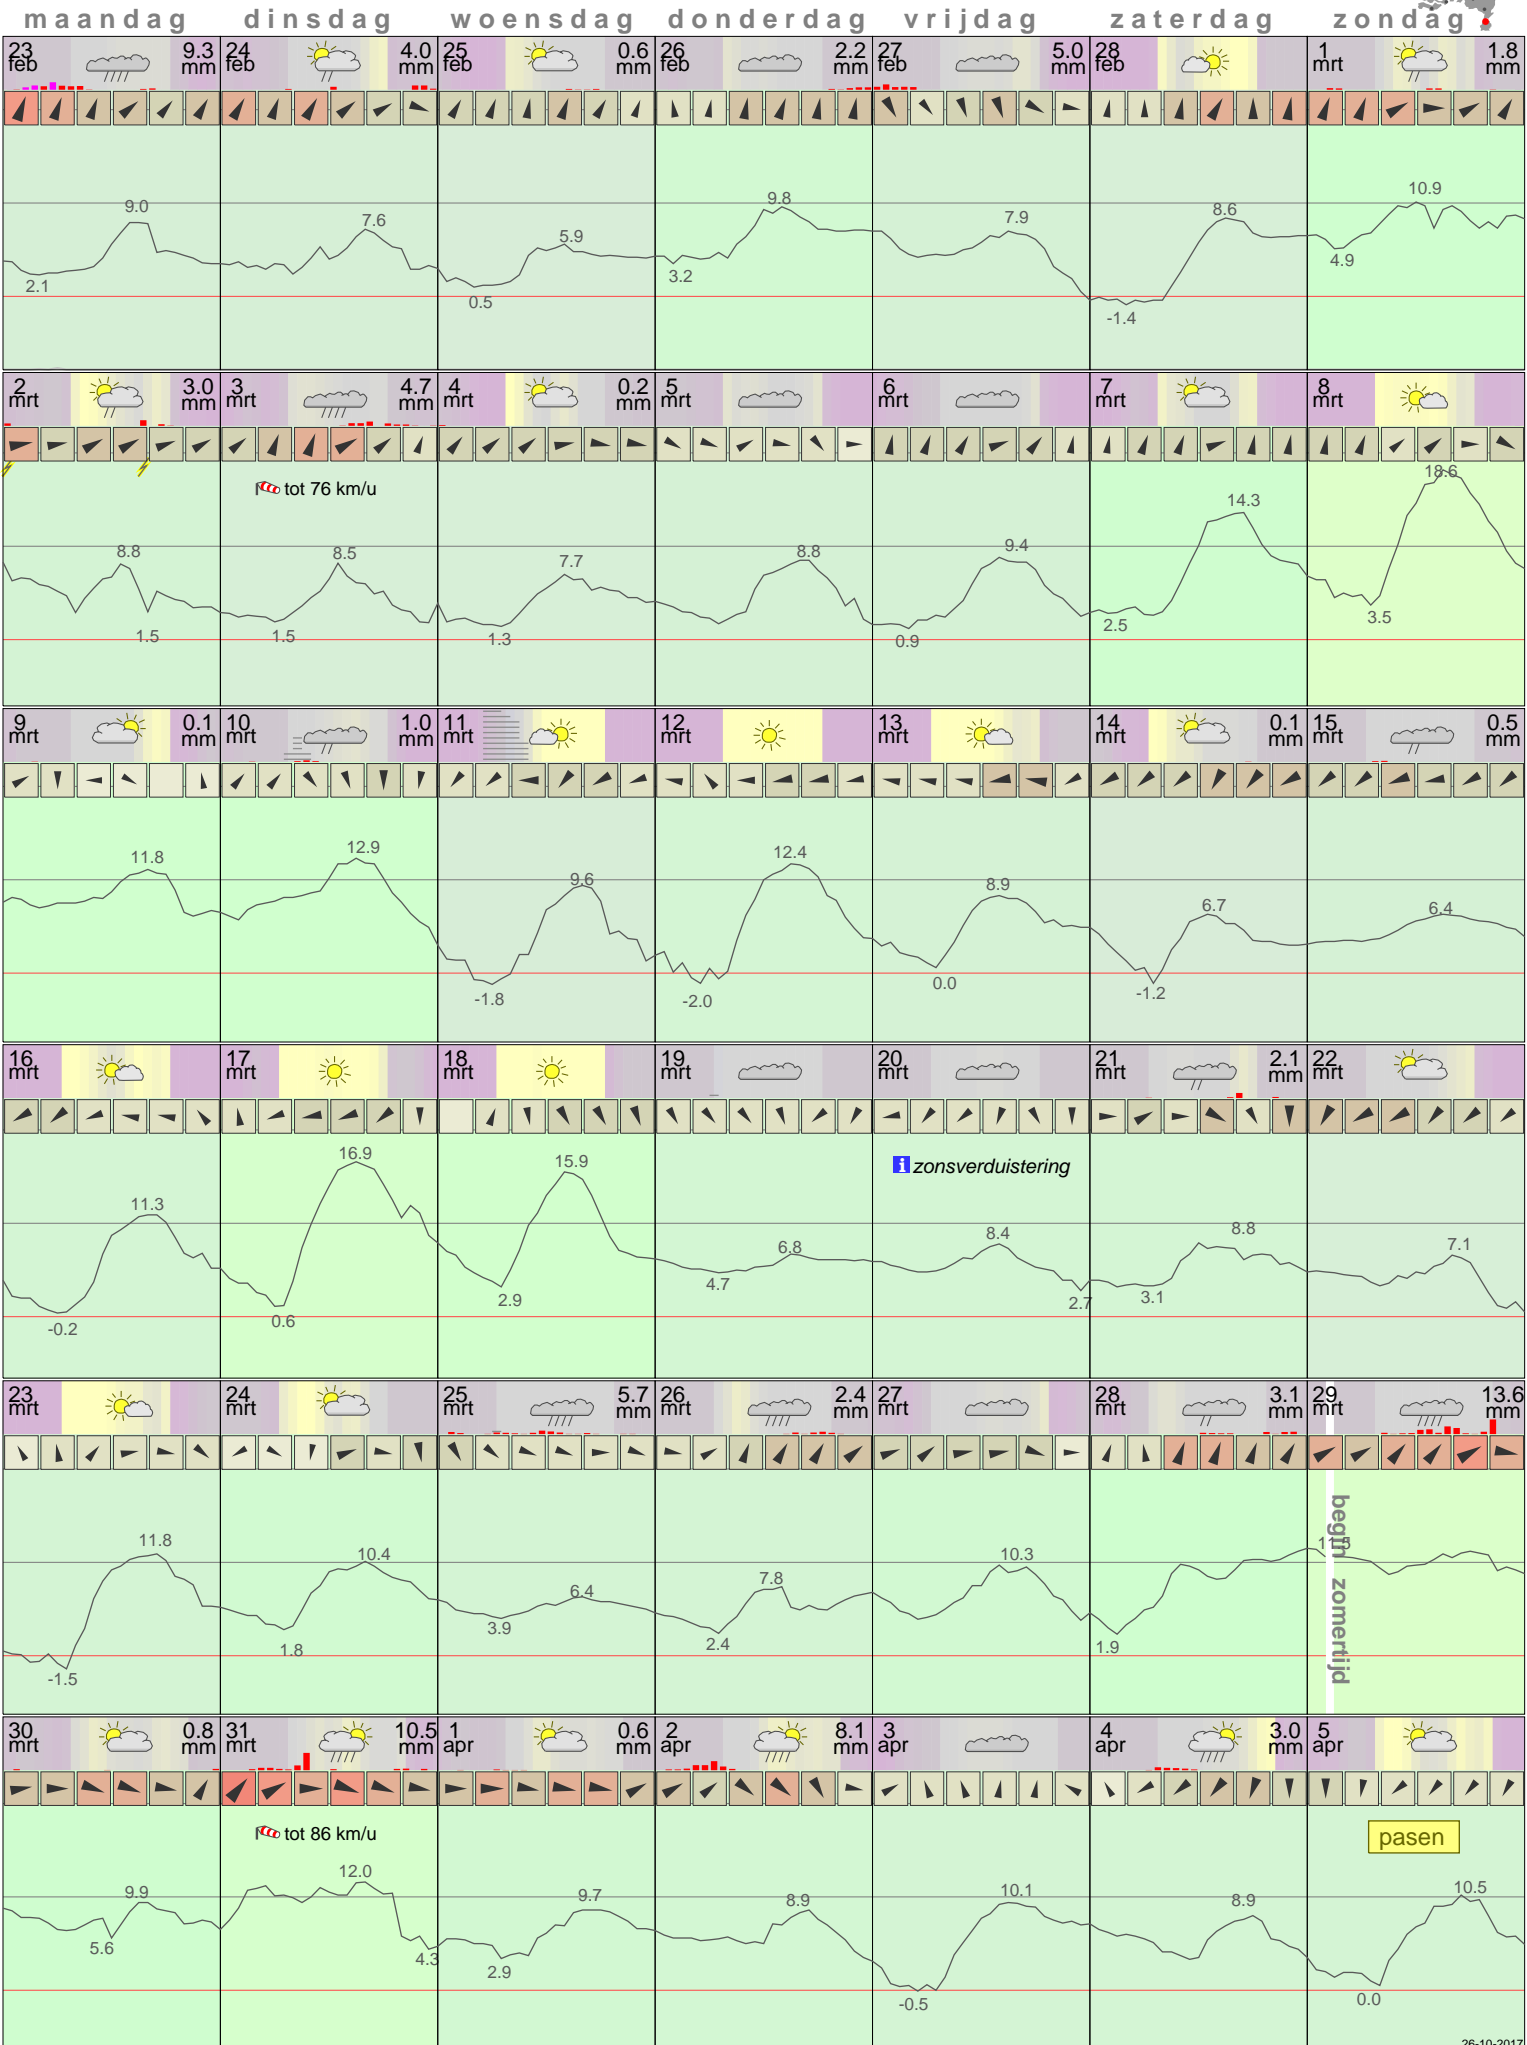 maandag dinsdag woensdag donderdag vrijdag zaterdag zondag
23 feb 9.3 mm 24 feb 4.0 mm 25 feb 0.6 mm 26 feb 2.2 mm 27 feb 5.0 mm 28 feb 1 mrt 1.8 mm
9.0 2.1 7.6 5.9 0.5 9.8 3.2 7.9 8.6 -1.4 10.9 4.9
2 mrt 3.0 mm 3 mrt 4.7 mm 4 mrt 0.2 mm 5 mrt 6 mrt 7 mrt 8 mrt
tot 76 km/u
8.8 1.5 8.5 1.5 7.7 1.3 8.8 9.4 0.9 14.3 2.5 18.6 3.5
9 mrt 0.1 mm 10 mrt 1.0 mm 11 mrt 12 mrt 13 mrt 14 mrt 0.1 mm 15 mrt 0.5 mm
11.8 12.9 9.6 -1.8 12.4 -2.0 8.9 0.0 6.7 -1.2 6.4
16 mrt 17 mrt 18 mrt 19 mrt 20 mrt 21 mrt 2.1 mm 22 mrt
i zonsverduistering
11.3 -0.2 16.9 0.6 15.9 2.9 6.8 4.7 8.4 2.7 8.8 3.1 7.1
23 mrt 24 mrt 25 mrt 5.7 mm 26 mrt 2.4 mm 27 mrt 28 mrt 3.1 mm 29 mrt 13.6 mm
begin zomertijd
11.8 -1.5 10.4 1.8 6.4 3.9 7.8 2.4 10.3 1.9 11.5
30 mrt 0.8 mm 31 mrt 10.5 mm 1 apr 0.6 mm 2 apr 8.1 mm 3 apr 4 apr 3.0 mm 5 apr
tot 86 km/u
pasen
9.9 5.6 12.0 4.3 9.7 2.9 8.9 10.1 -0.5 8.9 10.5 0.0
26-10-2017